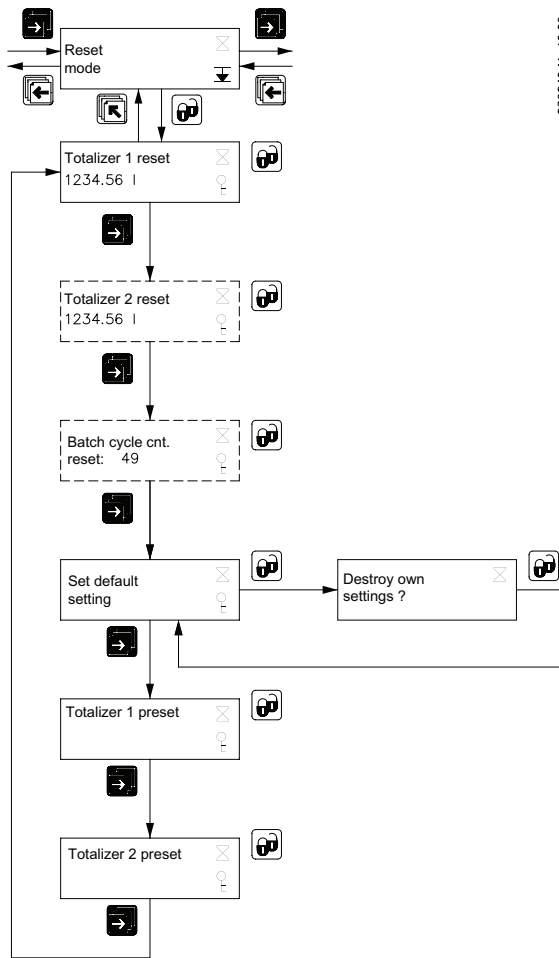 Reset
mode
Totalizer 1 reset
1234.56 l
Totalizer 2 reset
1234.56 l
Batch cycle cnt.
reset: 49
Set default
setting
Destroy own
settings ?
Totalizer 1 preset
Totalizer 2 preset